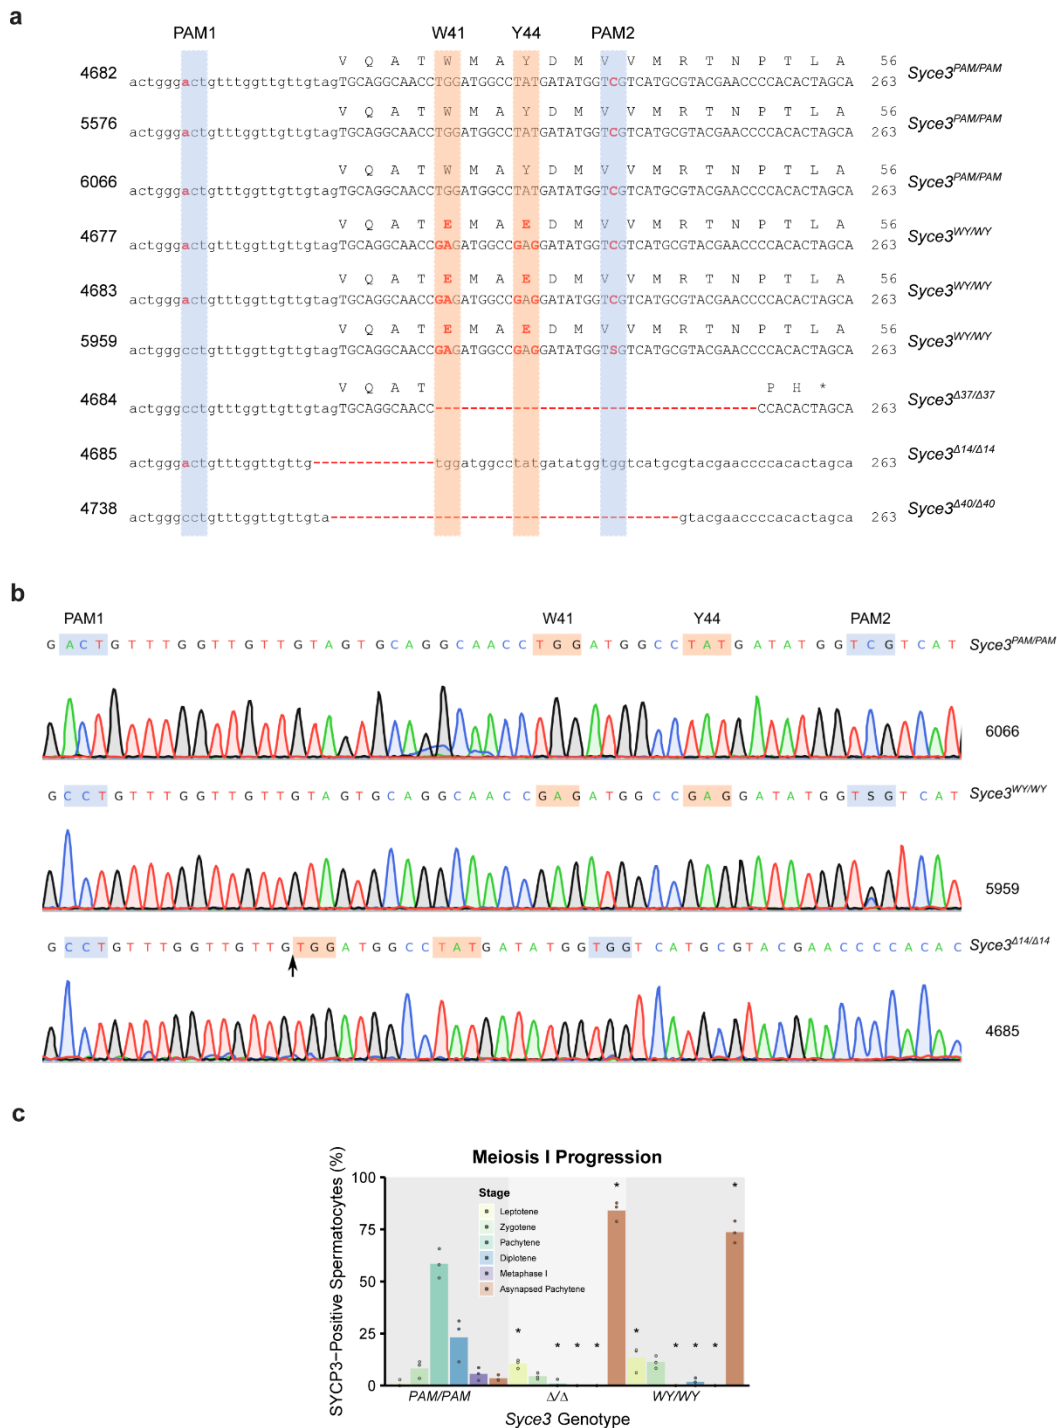 a
PAM1 W41 Y44 PAM2
V Q A T W M A Y D M V V M R T N P T L A 56
4682 actgggactgtttggttgttgtagTGCAGGCAACCTGGATGGCCTATGATATGGTCGTCATGCGTACGAACCCCACACTAGCA 263 Syce3PAM/PAM
V Q A T W M A Y D M V V M R T N P T L A 56
5576 actgggactgtttggttgttgtagTGCAGGCAACCTGGATGGCCTATGATATGGTCGTCATGCGTACGAACCCCACACTAGCA 263 Syce3PAM/PAM
V Q A T W M A Y D M V V M R T N P T L A 56
6066 actgggactgtttggttgttgtagTGCAGGCAACCTGGATGGCCTATGATATGGTCGTCATGCGTACGAACCCCACACTAGCA 263 Syce3PAM/PAM
V Q A T E M A E D M V V M R T N P T L A 56
4677 actgggactgtttggttgttgtagTGCAGGCAACCGAGATGGCCGAGGATATGGTCGTCATGCGTACGAACCCCACACTAGCA 263 Syce3WY/WY
V Q A T E M A E D M V V M R T N P T L A 56
4683 actgggactgtttggttgttgtagTGCAGGCAACCGAGATGGCCGAGGATATGGTCGTCATGCGTACGAACCCCACACTAGCA 263 Syce3WY/WY
V Q A T E M A E D M V V M R T N P T L A 56
5959 actgggcctgtttggttgttgtagTGCAGGCAACCGAGATGGCCGAGGATATGGTSGTCATGCGTACGAACCCCACACTAGCA 263 Syce3WY/WY
V Q A T P H *
4684 actgggcctgtttggttgttgtagTGCAGGCAACC-------------------------------------CCACACTAGCA 263 Syce3Δ37/Δ37
4685 actgggactgtttggttgttg--------------tggatggcctatgatatggtggtcatgcgtacgaaccccacactagca 263 Syce3Δ14/Δ14
4738 actgggcctgtttggttgttgta----------------------------------------gtacgaaccccacactagca 263 Syce3Δ40/Δ40
b
PAM1 W41 Y44 PAM2
G A C T G T T T G G T T G T T G T A G T G C A G G C A A C C T G G A T G G C C T A T G A T A T G G T C G T C A T Syce3PAM/PAM
6066
G C C T G T T T G G T T G T T G T A G T G C A G G C A A C C G A G A T G G C C G A G G A T A T G G T S G T C A T Syce3WY/WY
5959
G C C T G T T T G G T T G T T G T G G A T G G C C T A T G A T A T G G T G G T C A T G C G T A C G A A C C C C A C A C Syce3Δ14/Δ14
4685
c
Meiosis I Progression
SYCP3-Positive Spermatocytes (%)
100
75
50
25
0
Stage
Leptotene
Zygotene
Pachytene
Diplotene
Metaphase I
Asynapsed Pachytene
* * * * * * * * * *
PAM/PAM Δ/Δ WY/WY
Syce3 Genotype